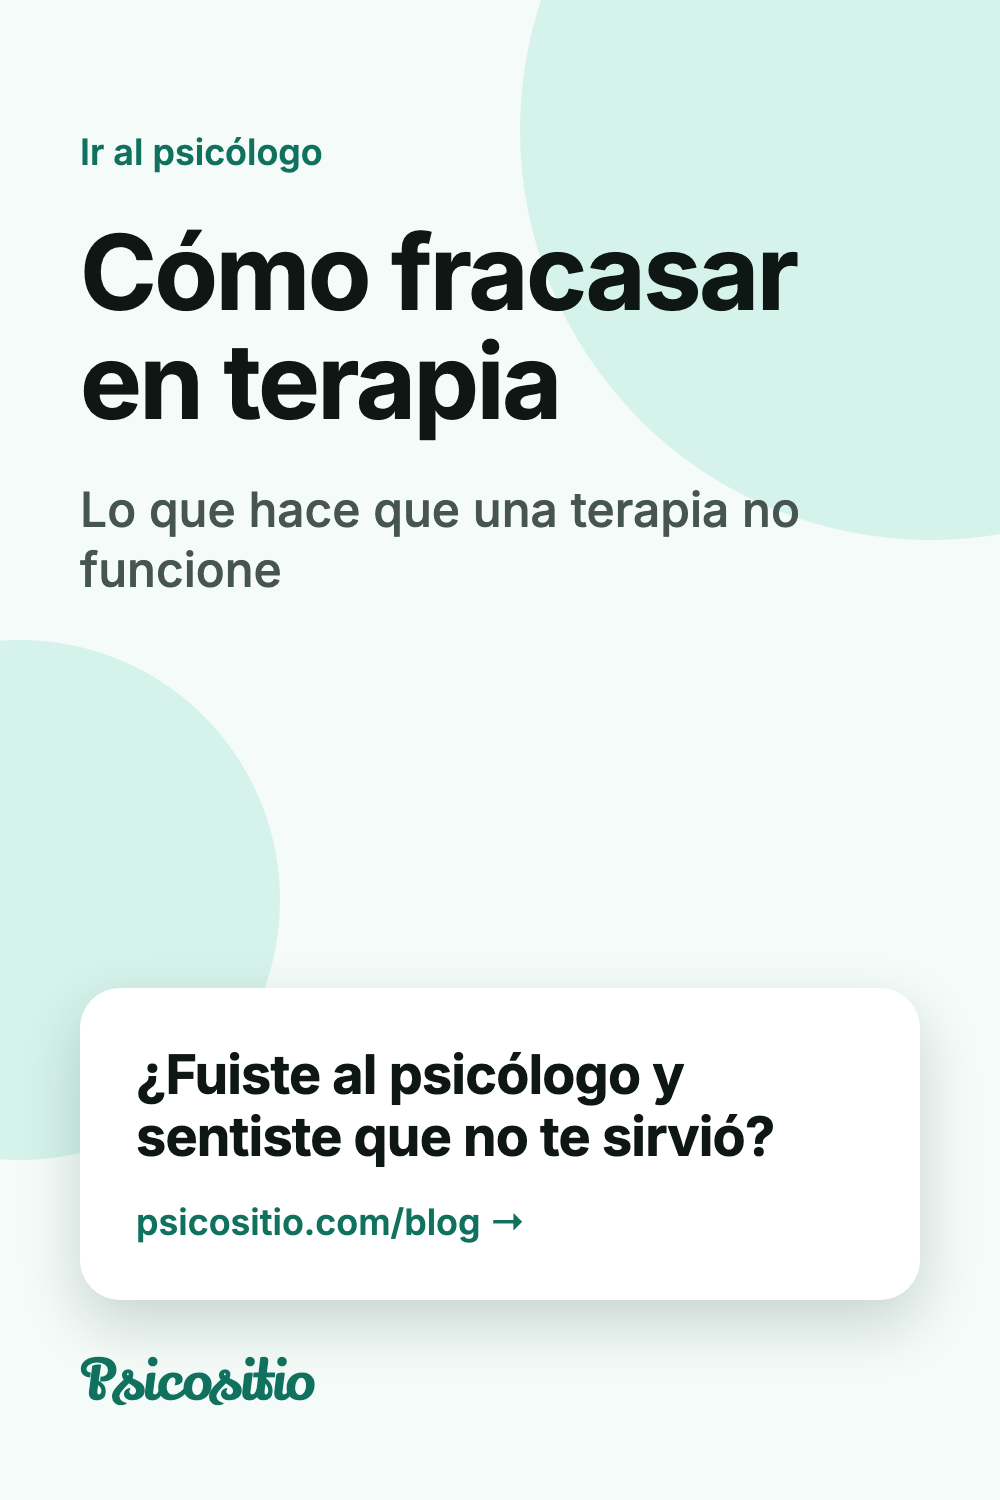 Ir al psicólogo
Cómo fracasar
en terapia
Lo que hace que una terapia no
funcione
¿Fuiste al psicólogo y
sentiste que no te sirvió?
psicositio.com/blog →
Psicositio